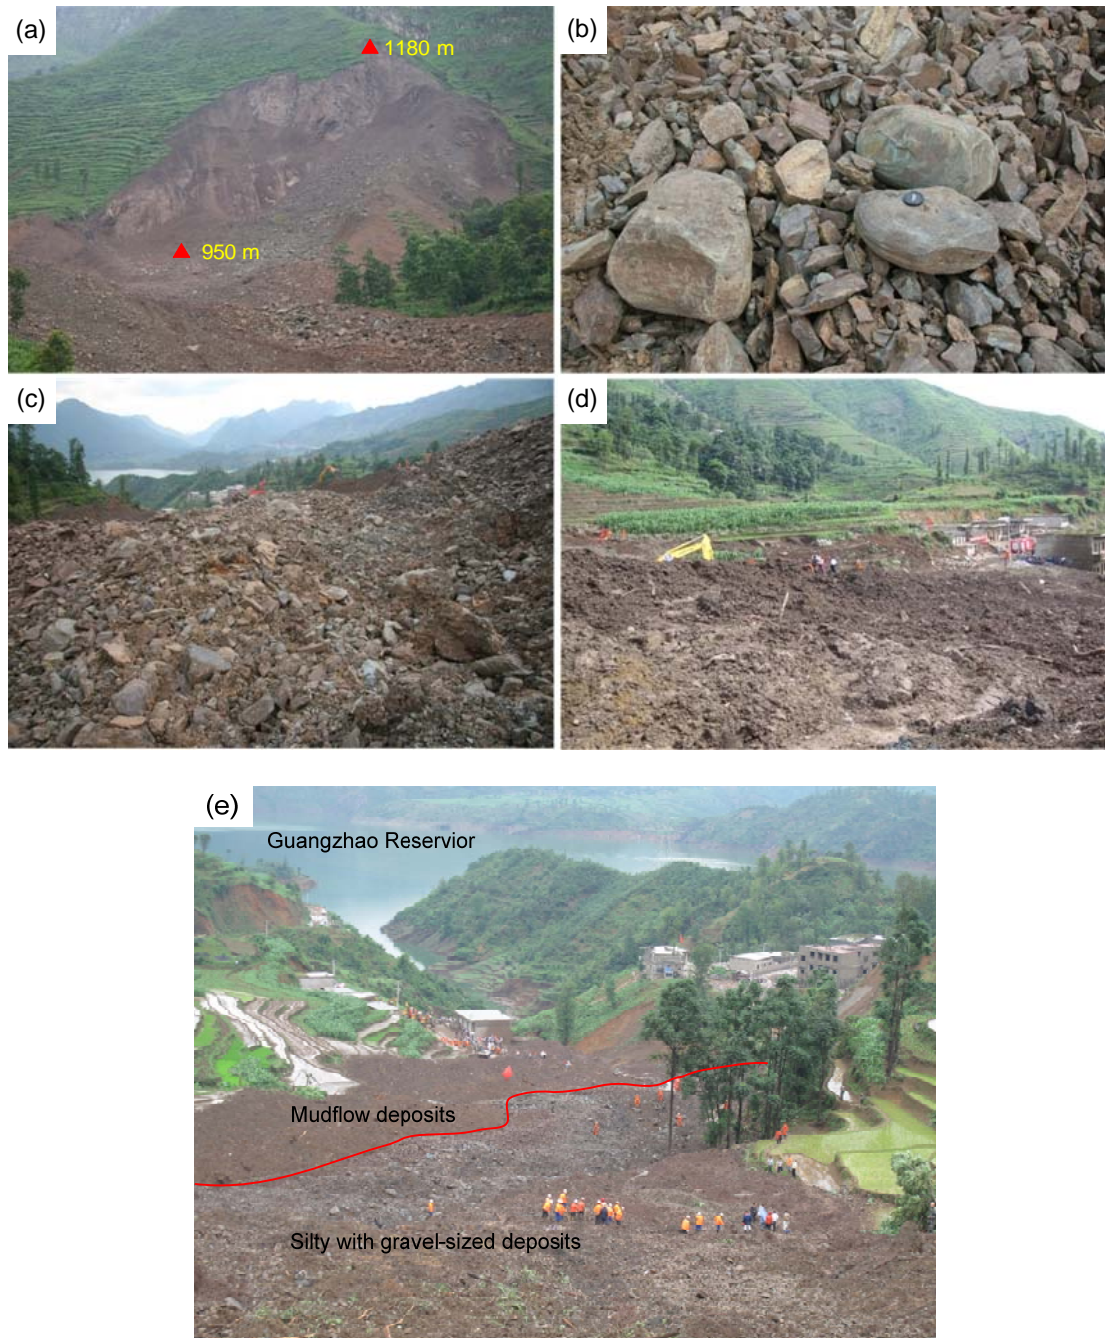 (a)
1180 m
950 m
(b)
(c)
(d)
(e)
Guangzhao Reservior
Mudflow deposits
Silty with gravel-sized deposits